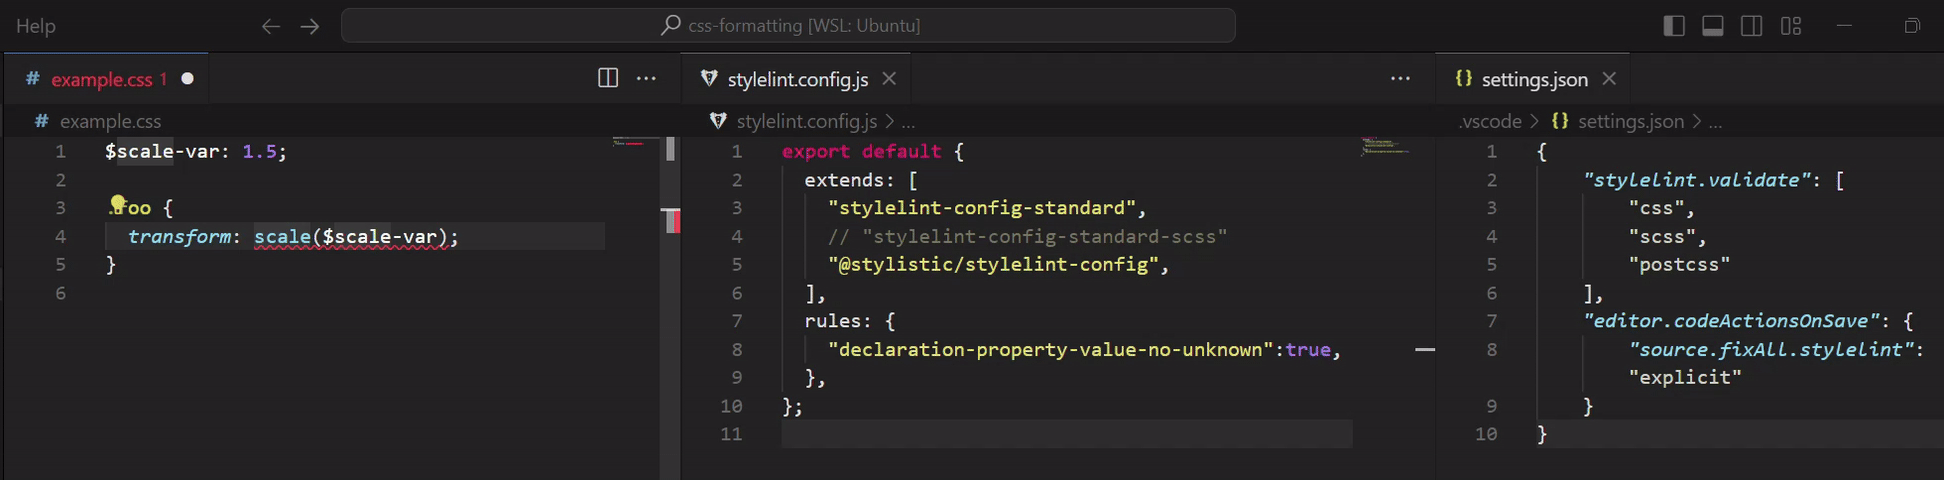 Help
css-formatting [WSL: Ubuntu]
example.css 1
example.css
1 $scale-var: 1.5;
2
3 .foo {
4 transform: scale($scale-var);
5 }
6
stylelint.config.js
stylelint.config.js > ...
1 export default {
2 extends: [
3 "stylelint-config-standard",
4 // "stylelint-config-standard-scss"
5 "@stylistic/stylelint-config",
6 ],
7 rules: {
8 "declaration-property-value-no-unknown":true,
9 },
10 };
11
settings.json
.vscode > {} settings.json > ...
1 {
2 "stylelint.validate": [
3 "css",
4 "scss",
5 "postcss"
6 ],
7 "editor.codeActionsOnSave": {
8 "source.fixAll.stylelint":
"explicit"
9 }
10 }